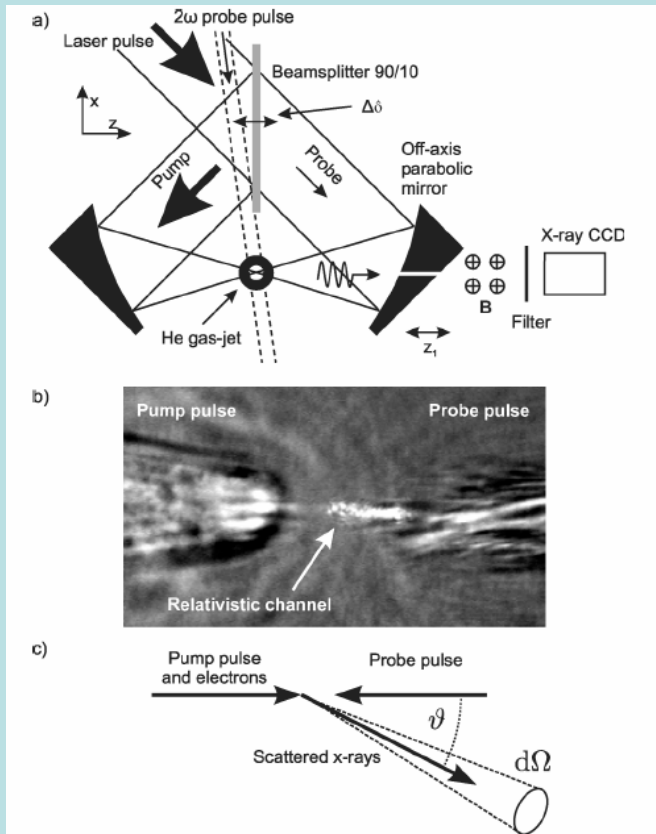 a)
2ω probe pulse
Laser pulse
Beamsplitter 90/10
Δô
x
z
Off-axis
parabolic
mirror
Pump
Probe
X-ray CCD
B
Filter
He gas-jet
z₁
b)
Pump pulse
Probe pulse
Relativistic channel
c)
Pump pulse
and electrons
Probe pulse
ϑ
Scattered x-rays
dΩ